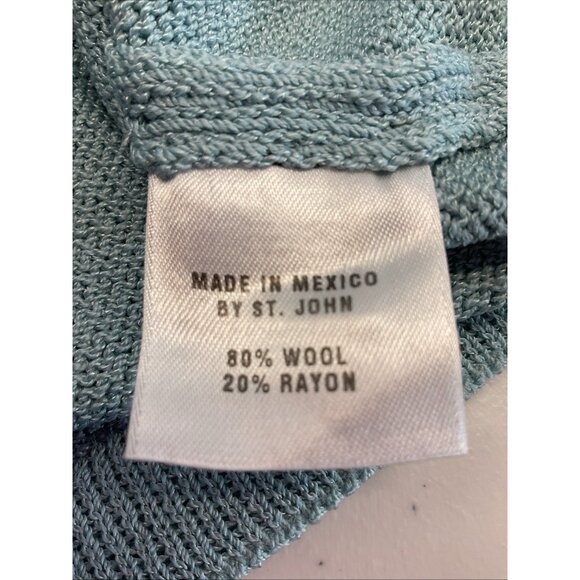 MADE IN MEXICO
BY ST. JOHN
80% WOOL
20% RAYON